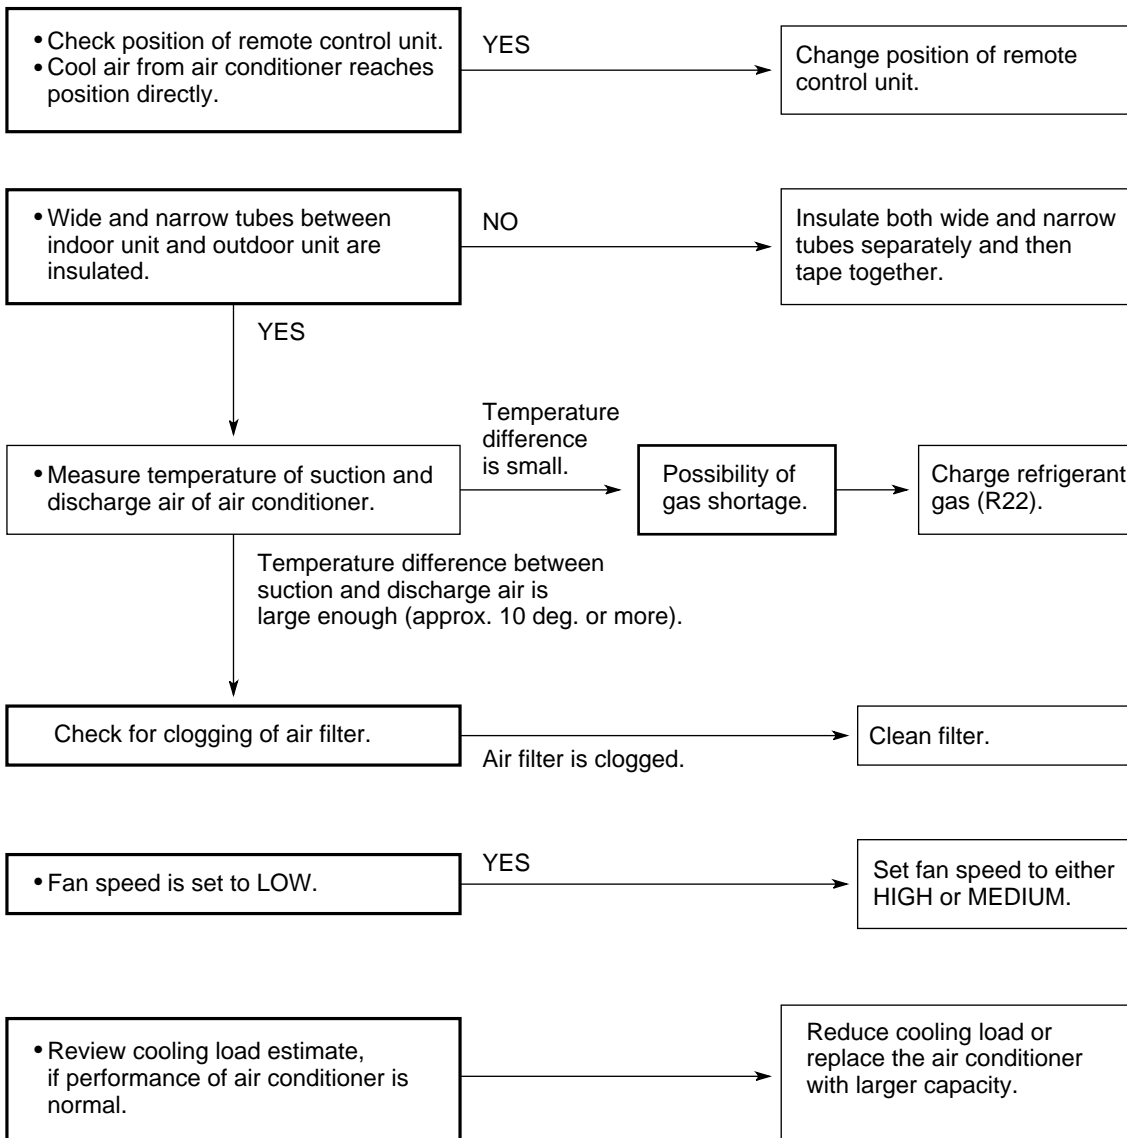 • Check position of remote control unit.
• Cool air from air conditioner reaches
position directly.
YES
Change position of remote
control unit.
• Wide and narrow tubes between
indoor unit and outdoor unit are
insulated.
NO
Insulate both wide and narrow
tubes separately and then
tape together.
YES
• Measure temperature of suction and
discharge air of air conditioner.
Temperature
difference
is small.
Possibility of
gas shortage.
Charge refrigerant
gas (R22).
Temperature difference between
suction and discharge air is
large enough (approx. 10 deg. or more).
Check for clogging of air filter.
Air filter is clogged.
Clean filter.
• Fan speed is set to LOW.
YES
Set fan speed to either
HIGH or MEDIUM.
• Review cooling load estimate,
if performance of air conditioner is
normal.
Reduce cooling load or
replace the air conditioner
with larger capacity.